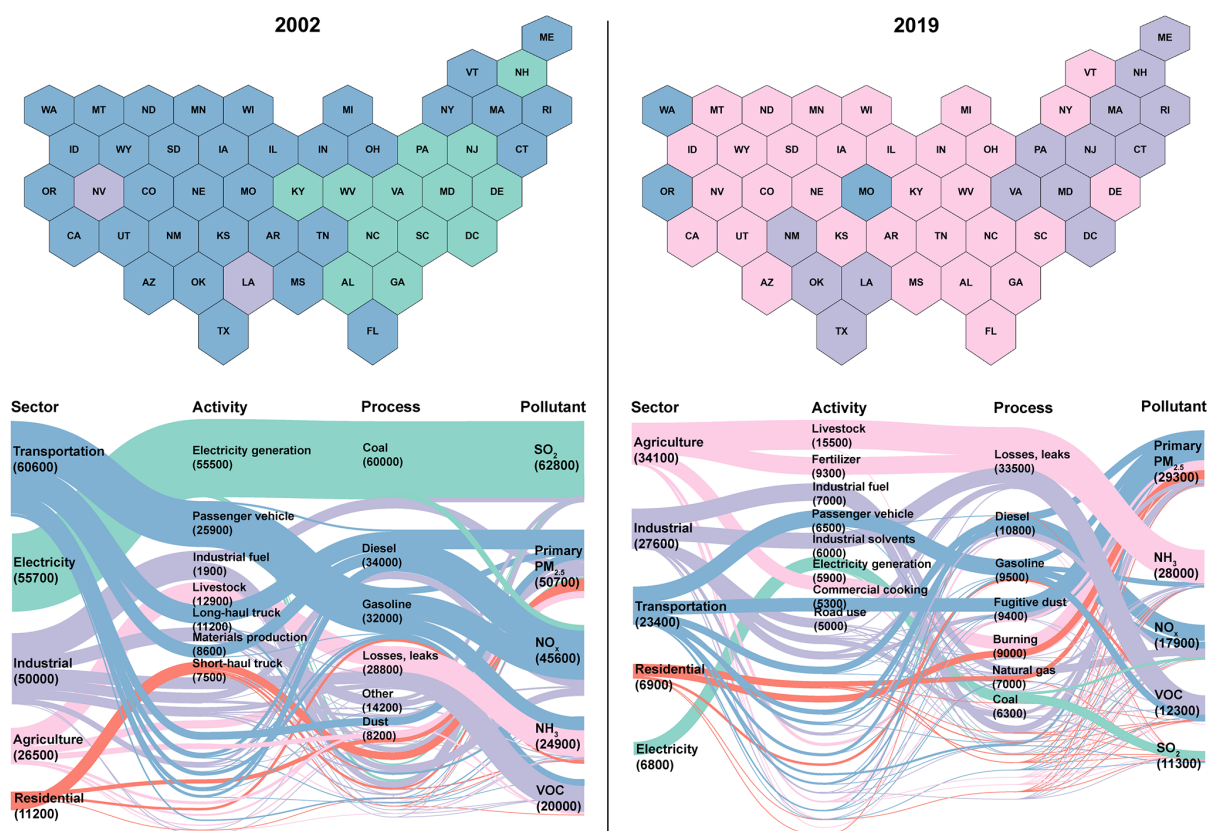 2002
ME
VT
NH
WA
MT
ND
MN
WI
MI
NY
MA
RI
ID
WY
SD
IA
IL
IN
OH
PA
NJ
CT
OR
NV
CO
NE
MO
KY
WV
VA
MD
DE
CA
UT
NM
KS
AR
TN
NC
SC
DC
AZ
OK
LA
MS
AL
GA
TX
FL
Sector
Activity
Process
Pollutant
Transportation
(60600)
Electricity
(55700)
Industrial
(50000)
Agriculture
(26500)
Residential
(11200)
Electricity generation
(55500)
Passenger vehicle
(25900)
Industrial fuel
(1900)
Livestock
(12900)
Long-haul truck
(11200)
Materials production
(8600)
Short-haul truck
(7500)
Coal
(60000)
Diesel
(34000)
Gasoline
(32000)
Losses, leaks
(28800)
Other
(14200)
Dust
(8200)
SO2
(62800)
Primary
PM2.5
(50700)
NOx
(45600)
NH3
(24900)
VOC
(20000)
2019
ME
VT
NH
WA
MT
ND
MN
WI
MI
NY
MA
RI
ID
WY
SD
IA
IL
IN
OH
PA
NJ
CT
OR
NV
CO
NE
MO
KY
WV
VA
MD
DE
CA
UT
NM
KS
AR
TN
NC
SC
DC
AZ
OK
LA
MS
AL
GA
TX
FL
Sector
Activity
Process
Pollutant
Agriculture
(34100)
Industrial
(27600)
Transportation
(23400)
Residential
(6900)
Electricity
(6800)
Livestock
(15500)
Fertilizer
(9300)
Industrial fuel
(7000)
Passenger vehicle
(6500)
Industrial solvents
(6000)
Electricity generation
(5900)
Commercial cooking
(5300)
Road use
(5000)
Losses, leaks
(33500)
Diesel
(10800)
Gasoline
(9500)
Fugitive dust
(9400)
Burning
(9000)
Natural gas
(7000)
Coal
(6300)
Primary
PM2.5
(29300)
NH3
(28000)
NOx
(17900)
VOC
(12300)
SO2
(11300)